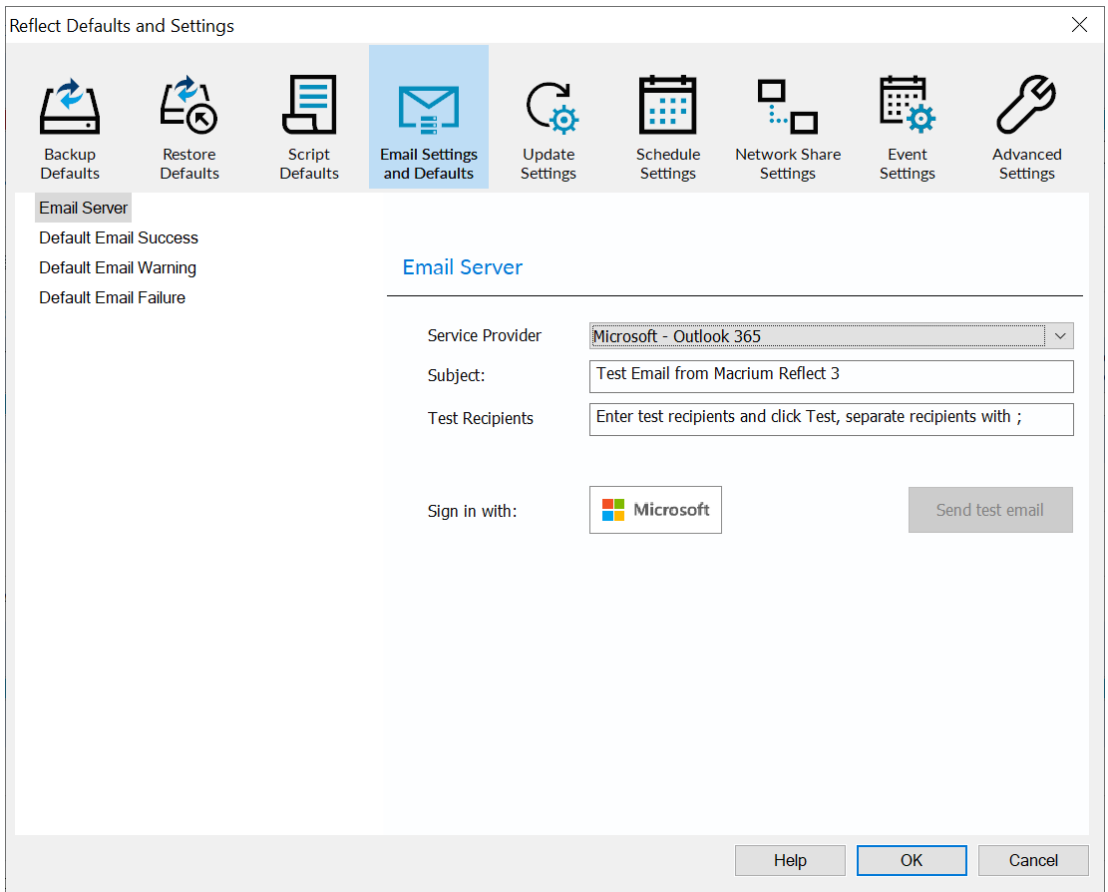 Reflect Defaults and Settings
Backup
Defaults
Restore
Defaults
Script
Defaults
Email Settings
and Defaults
Update
Settings
Schedule
Settings
Network Share
Settings
Event
Settings
Advanced
Settings
Email Server
Default Email Success
Default Email Warning
Default Email Failure
Email Server
Service Provider
Microsoft - Outlook 365
Subject:
Test Email from Macrium Reflect 3
Test Recipients
Enter test recipients and click Test, separate recipients with ;
Sign in with:
Microsoft
Send test email
Help
OK
Cancel